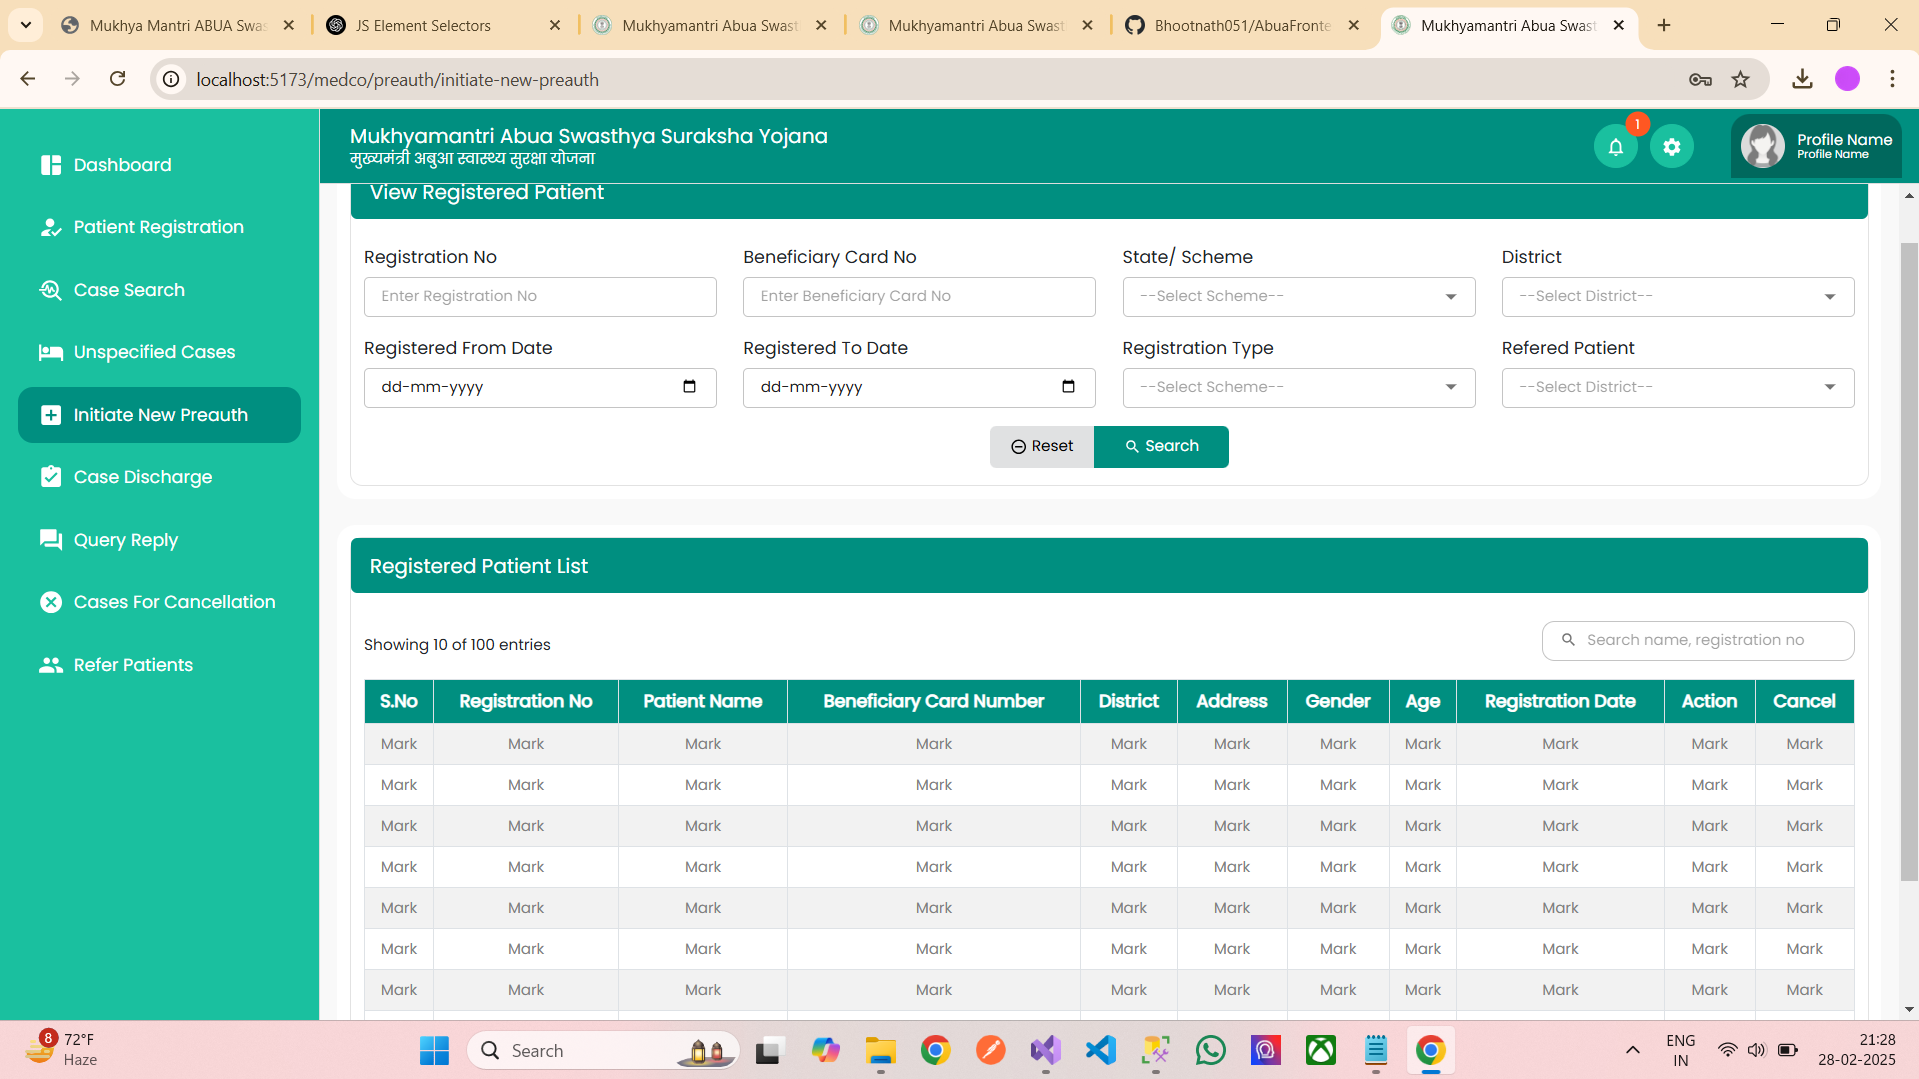 Mukhya Mantri ABUA Swas
JS Element Selectors
Mukhyamantri Abua Swast
Mukhyamantri Abua Swast
Bhootnath051/AbuaFronte
Mukhyamantri Abua Swast
localhost:5173/medco/preauth/initiate-new-preauth
Dashboard
Patient Registration
Case Search
Unspecified Cases
Initiate New Preauth
Case Discharge
Query Reply
Cases For Cancellation
Refer Patients
Mukhyamantri Abua Swasthya Suraksha Yojana
मुख्यमंत्री अबुआ स्वास्थ्य सुरक्षा योजना
1
Profile Name
Profile Name
View Registered Patient
Registration No Beneficiary Card No State/ Scheme District
Enter Registration No Enter Beneficiary Card No --Select Scheme-- --Select District--
Registered From Date Registered To Date Registration Type Refered Patient
dd-mm-yyyy dd-mm-yyyy --Select Scheme-- --Select District--
Reset Search
Registered Patient List
Showing 10 of 100 entries
Search name, registration no
S.No Registration No Patient Name Beneficiary Card Number District Address Gender Age Registration Date Action Cancel
Mark Mark Mark Mark Mark Mark Mark Mark Mark Mark Mark
Mark Mark Mark Mark Mark Mark Mark Mark Mark Mark Mark
Mark Mark Mark Mark Mark Mark Mark Mark Mark Mark Mark
Mark Mark Mark Mark Mark Mark Mark Mark Mark Mark Mark
Mark Mark Mark Mark Mark Mark Mark Mark Mark Mark Mark
Mark Mark Mark Mark Mark Mark Mark Mark Mark Mark Mark
Mark Mark Mark Mark Mark Mark Mark Mark Mark Mark Mark
8
72°F
Haze
Search
ENG
IN
21:28
28-02-2025